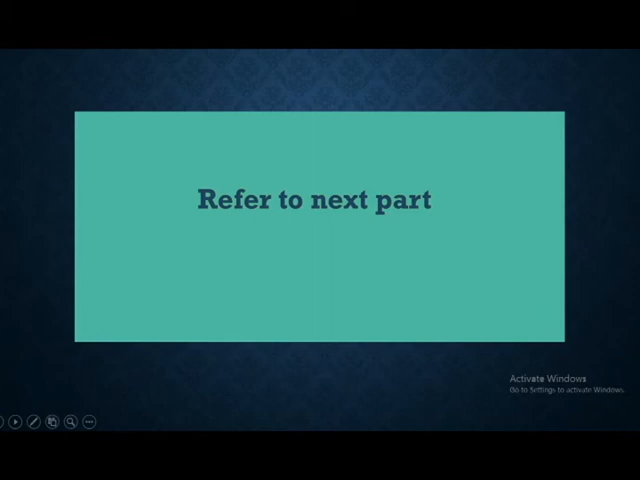 Refer to next part
Activate Windows
Go to Settings to activate Windows.